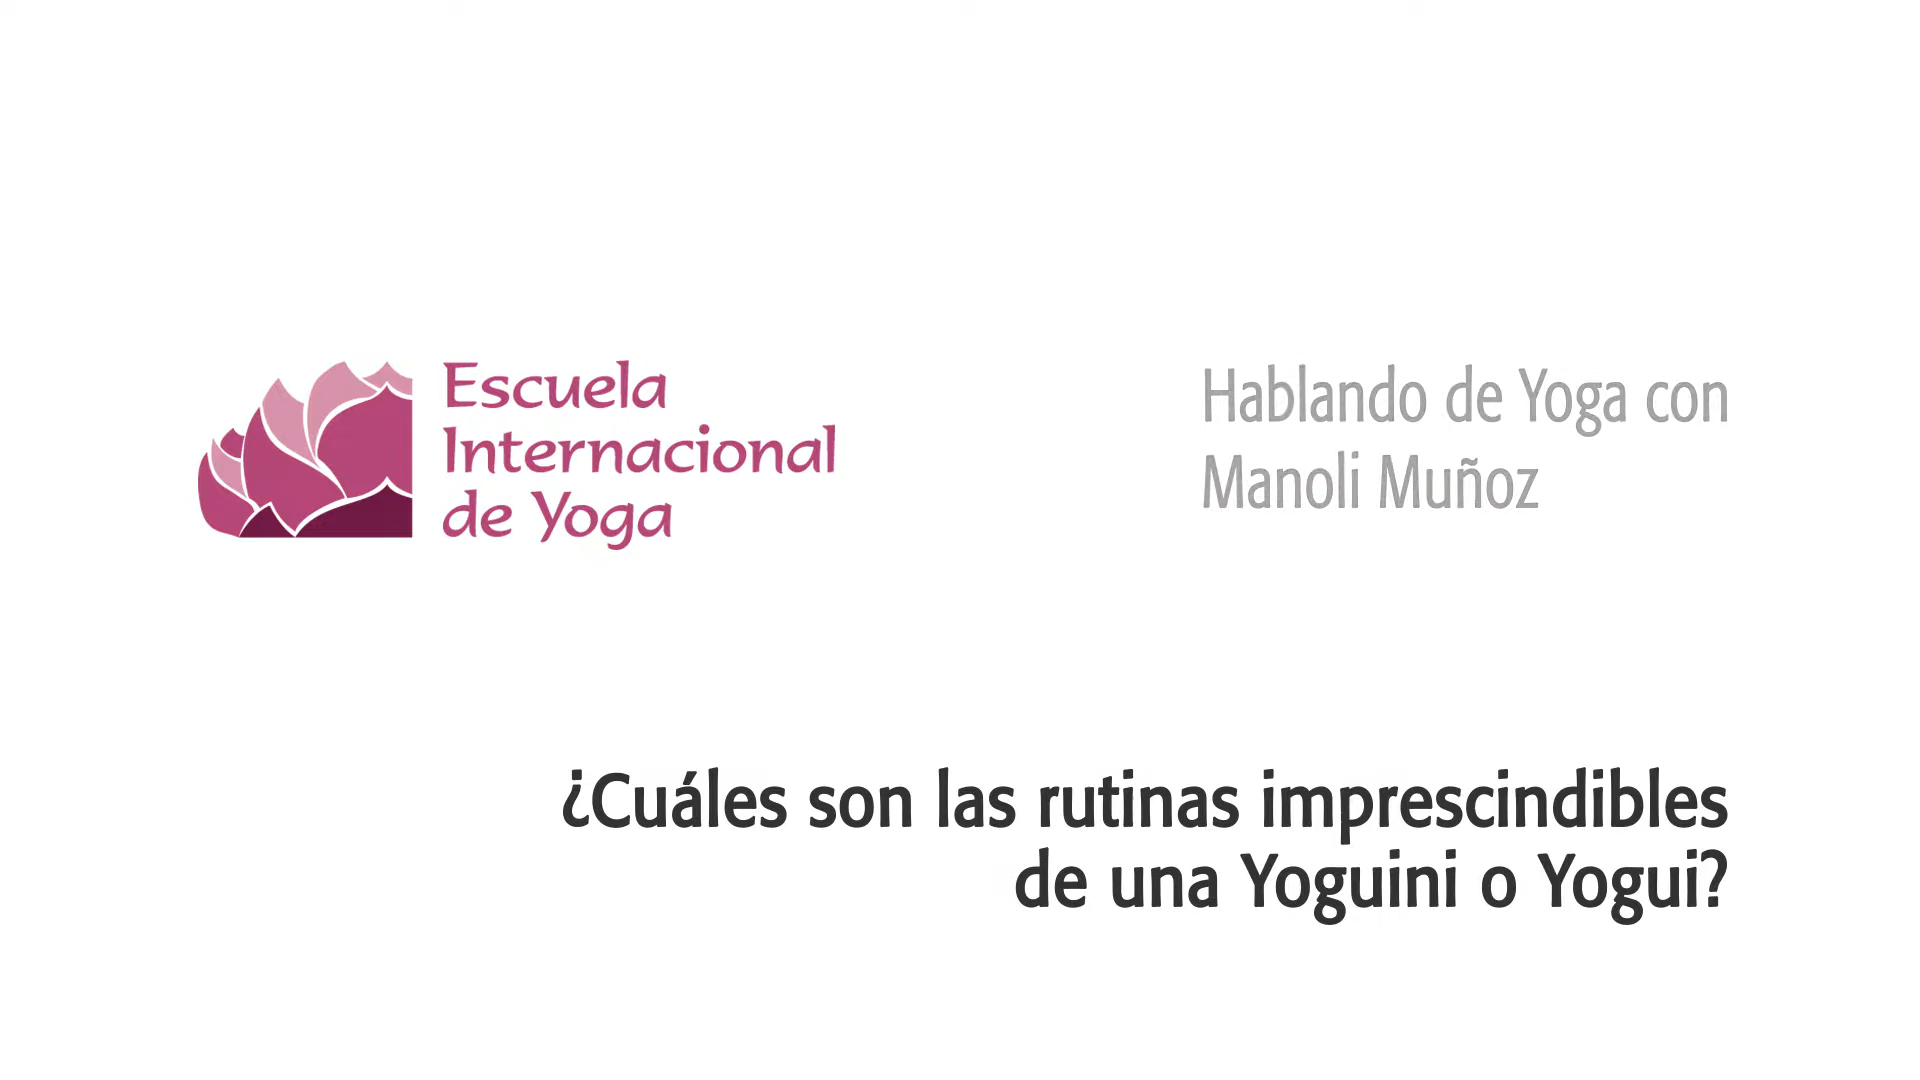 Escuela
Internacional
de Yoga
Hablando de Yoga con
Manoli Muñoz
¿Cuáles son las rutinas imprescindibles
de una Yoguini o Yogui?